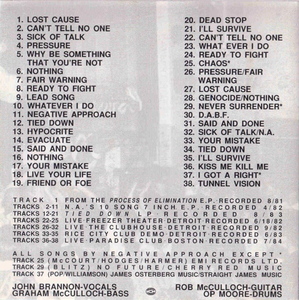 1. LOST CAUSE
2. CAN'T TELL NO ONE
3. SICK OF TALK
4. PRESSURE
5. WHY BE SOMETHING
THAT YOU'RE NOT
6. NOTHING
7. FAIR WARNING
8. READY TO FIGHT
9. LEAD SONG
10. WHATEVER I DO
11. NEGATIVE APPROACH
12. TIED DOWN
13. HYPOCRITE
14. EVACUATE
15. SAID AND DONE
16. NOTHING
17. YOUR MISTAKE
18. LIVE YOUR LIFE
19. FRIEND OR FOE
20. DEAD STOP
21. I'LL SURVIVE
22. CAN'T TELL NO ONE
23. WHAT EVER I DO
24. READY TO FIGHT
25. CHAOS*
26. PRESSURE/FAIR
WARNING
27. LOST CAUSE
28. GENOCIDE/NOTHING
29. NEVER SURRENDER*
30. D.A.B.F.
31. SAID AND DONE
32. SICK OF TALK/N.A.
33. YOUR MISTAKE
34. TIED DOWN
35. I'LL SURVIVE
36. KISS ME KILL ME
37. I GOT A RIGHT*
38. TUNNEL VISION
TRACK 1 FROM THE PROCESS OF ELIMINATION E.P. RECORDED 8/81
TRACKS 2-11 N.A.'S 10 SONG 7 INCH E.P. RECORDED 4/82
TRACKS 12-21 TIED DOWN LP RECORDED 8/83
TRACKS 22-25 LIVE FREEZER THEATER·DETROIT RECORDED 6/18/82
TRACKS 26-32 LIVE THE CLUBHOUSE DETROIT RECORDED 9/82
TRACKS 33-35 LIVE GREYSTONE HALL DETROIT RECORDED 8/83
TRACKS 36-38 LIVE PARADISE CLUB·BOSTON RECORDED 7/84
ALL SONGS BY NEGATIVE APPROACH EXCEPT·
TRACK 25 (MCCOURT/HODGES/HARMER) EMI RECORDS LTD.
TRACK 29 (BLITZ) NO FUTURE/CHERRY RED MUSIC
TRACK 37 (POP/WILLIAMSON) JAMES OSTERBERG MUSIC/STRAIGHT JAMES MUSIC
JOHN BRANNON-VOCALS
GRAHAM McCULLOCH-BASS
ROB McCULLOCH-GUITAR
OP MOORE-DRUMS